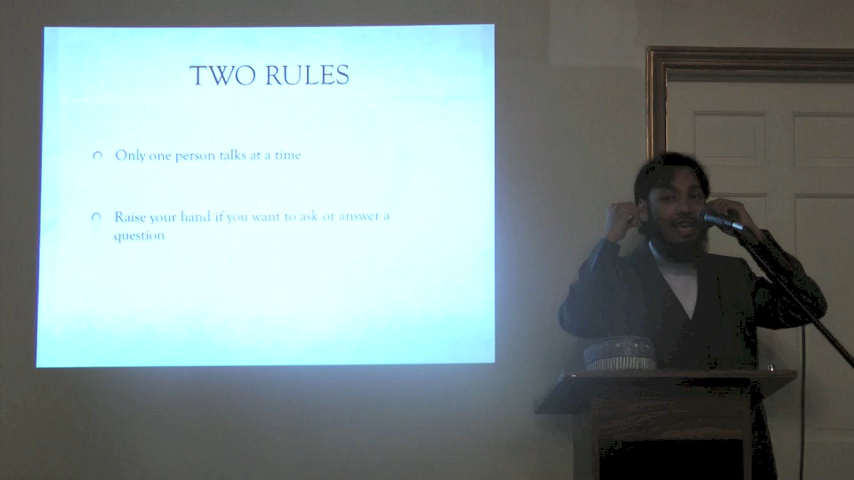 TWO RULES
Only one person talks at a time
Raise your hand if you want to ask or answer a
question